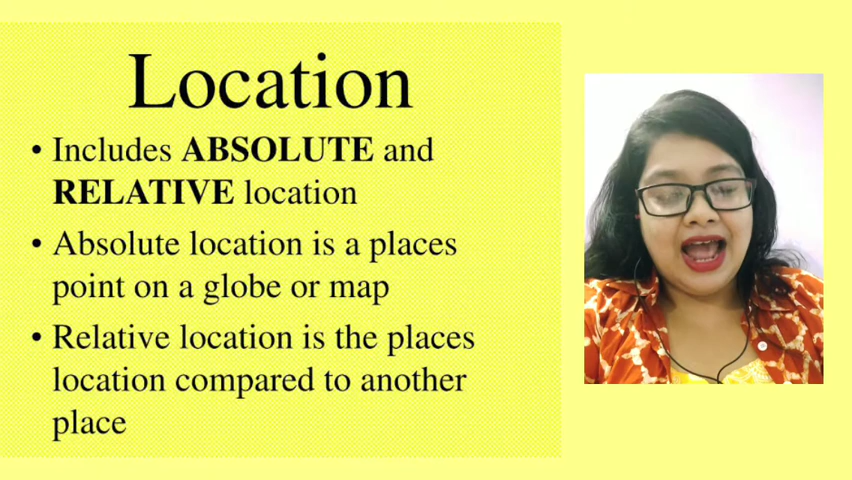 Location
• Includes ABSOLUTE and
RELATIVE location
• Absolute location is a places
point on a globe or map
• Relative location is the places
location compared to another
place